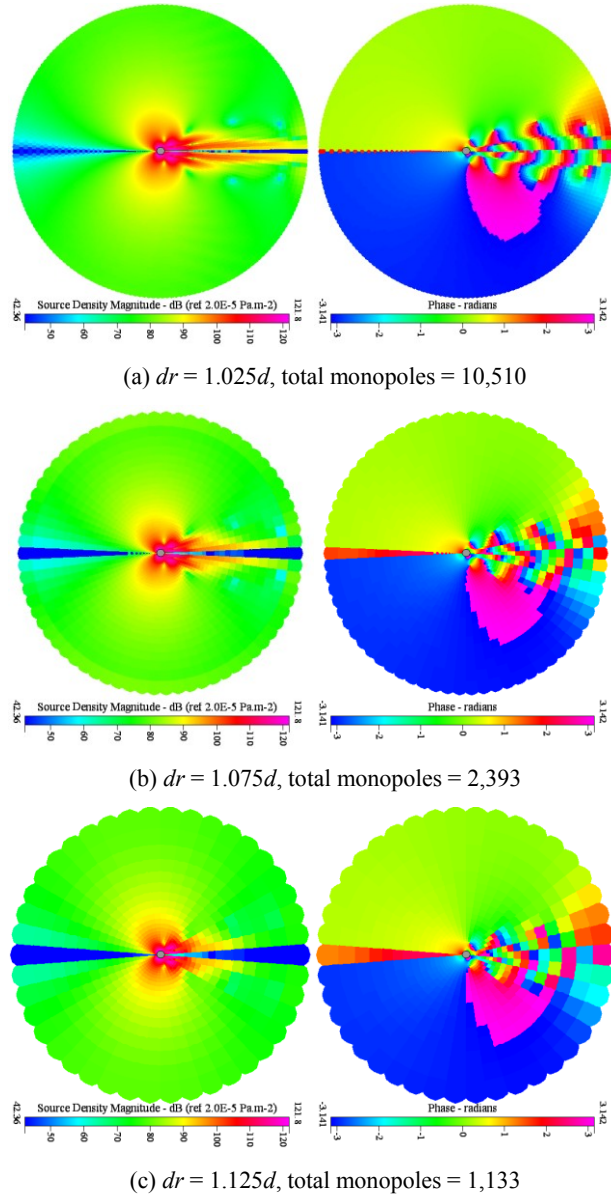 Source Density Magnitude - dB (ref 2.0E-5 Pa.m-2) Phase - radians
42.36 50 60 70 80 90 100 110 120 121.8 -3.141 -3 -2 -1 0 1 2 3 3.142
(a) dr = 1.025d, total monopoles = 10,510
Source Density Magnitude - dB (ref 2.0E-5 Pa.m-2) Phase - radians
42.36 50 60 70 80 90 100 110 120 121.8 -3.141 -3 -2 -1 0 1 2 3 3.142
(b) dr = 1.075d, total monopoles = 2,393
Source Density Magnitude - dB (ref 2.0E-5 Pa.m-2) Phase - radians
42.36 50 60 70 80 90 100 110 120 121.8 -3.141 -3 -2 -1 0 1 2 3 3.142
(c) dr = 1.125d, total monopoles = 1,133